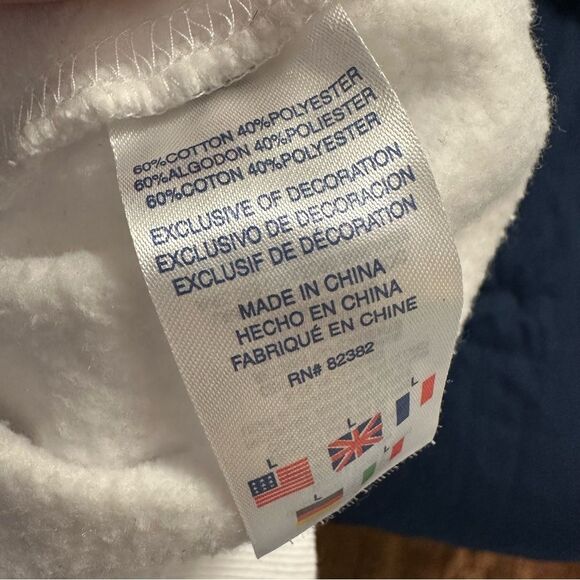 60%COTTON 40%POLYESTER
60%ALGODON 40%POLIESTER
60%COTON 40%POLYESTER
EXCLUSIVE OF DECORATION
EXCLUSIVO DE DECORACION
EXCLUSIF DE DÉCORATION
MADE IN CHINA
HECHO EN CHINA
FABRIQUÉ EN CHINE
RN# 82382
L L L
L L